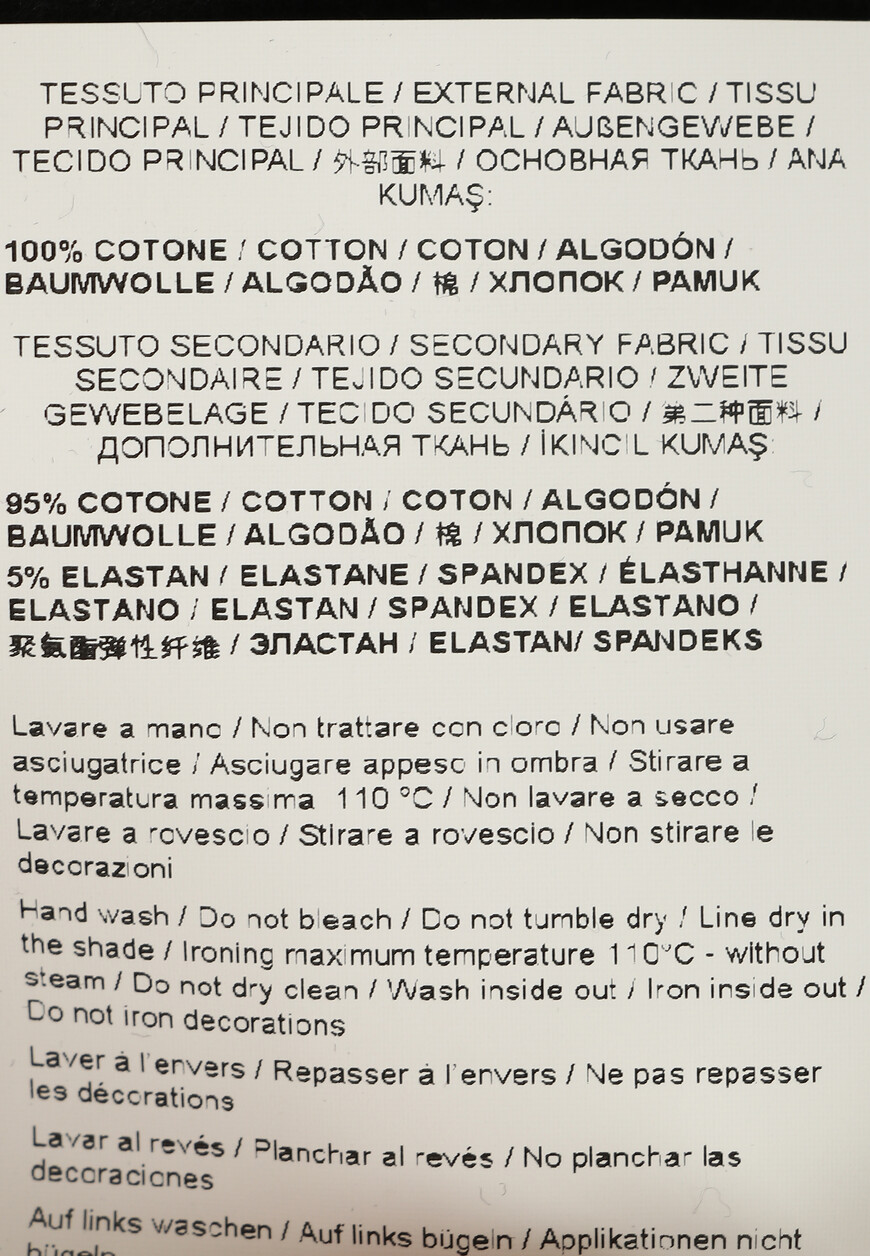 TESSUTO PRINCIPALE / EXTERNAL FABRIC / TISSU
PRINCIPAL / TEJIDO PRINCIPAL / AUßENGEWEBE /
TECIDO PRINCIPAL / 外部面料 / ОСНОВНАЯ ТКАНЬ / ANA
KUMAŞ:
100% COTONE / COTTON / COTON / ALGODÓN /
BAUMWOLLE / ALGODÃO / 棉 / ХЛОПОК / PAMUK
TESSUTO SECONDARIO / SECONDARY FABRIC / TISSU
SECONDAIRE / TEJIDO SECUNDARIO / ZWEITE
GEWEBELAGE / TECIDO SECUNDÁRIO / 第二种面料 /
ДОПОЛНИТЕЛЬНАЯ ТКАНЬ / İKINCIL KUMAŞ:
95% COTONE / COTTON / COTON / ALGODÓN /
BAUMWOLLE / ALGODÃO / 棉 / ХЛОПОК / PAMUK
5% ELASTAN / ELASTANE / SPANDEX / ÉLASTHANNE /
ELASTANO / ELASTAN / SPANDEX / ELASTANO /
聚氨酯弹性纤维 / ЭЛАСТАН / ELASTAN/ SPANDEKS
Lavare a mano / Non trattare con cloro / Non usare
asciugatrice / Asciugare appeso in ombra / Stirare a
temperatura massima 110 °C / Non lavare a secco /
Lavare a rovescio / Stirare a rovescio / Non stirare le
decorazioni
Hand wash / Do not bleach / Do not tumble dry / Line dry in
the shade / Ironing maximum temperature 110°C - without
steam / Do not dry clean / Wash inside out / Iron inside out /
Do not iron decorations
Laver à l'envers / Repasser à l'envers / Ne pas repasser
les décorations
Lavar al revés / Planchar al revés / No planchar las
decoraciones
Auf links waschen / Auf links bügeln / Applikationen nicht
bügeln